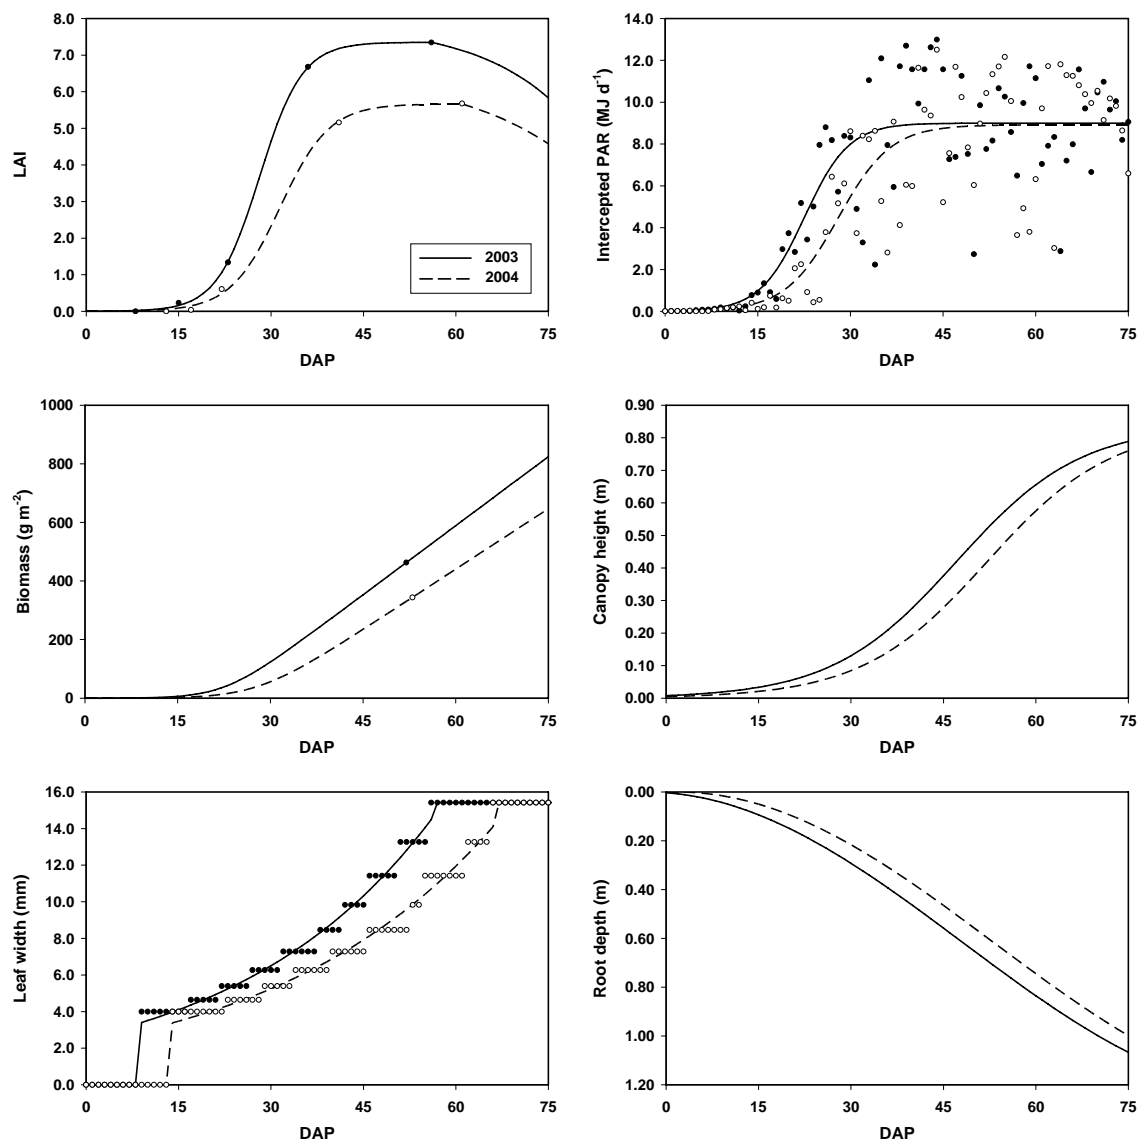 8.0
7.0
6.0
5.0
4.0
3.0
2.0
1.0
0.0
LAI
0 15 30 45 60 75
DAP
2003
2004
14.0
12.0
10.0
8.0
6.0
4.0
2.0
0.0
Intercepted PAR (MJ d-1)
0 15 30 45 60 75
DAP
1000
800
600
400
200
0
Biomass (g m-2)
0 15 30 45 60 75
DAP
0.90
0.80
0.70
0.60
0.50
0.40
0.30
0.20
0.10
0.00
Canopy height (m)
0 15 30 45 60 75
DAP
16.0
14.0
12.0
10.0
8.0
6.0
4.0
2.0
0.0
Leaf width (mm)
0 15 30 45 60 75
DAP
0.00
0.20
0.40
0.60
0.80
1.00
1.20
Root depth (m)
0 15 30 45 60 75
DAP